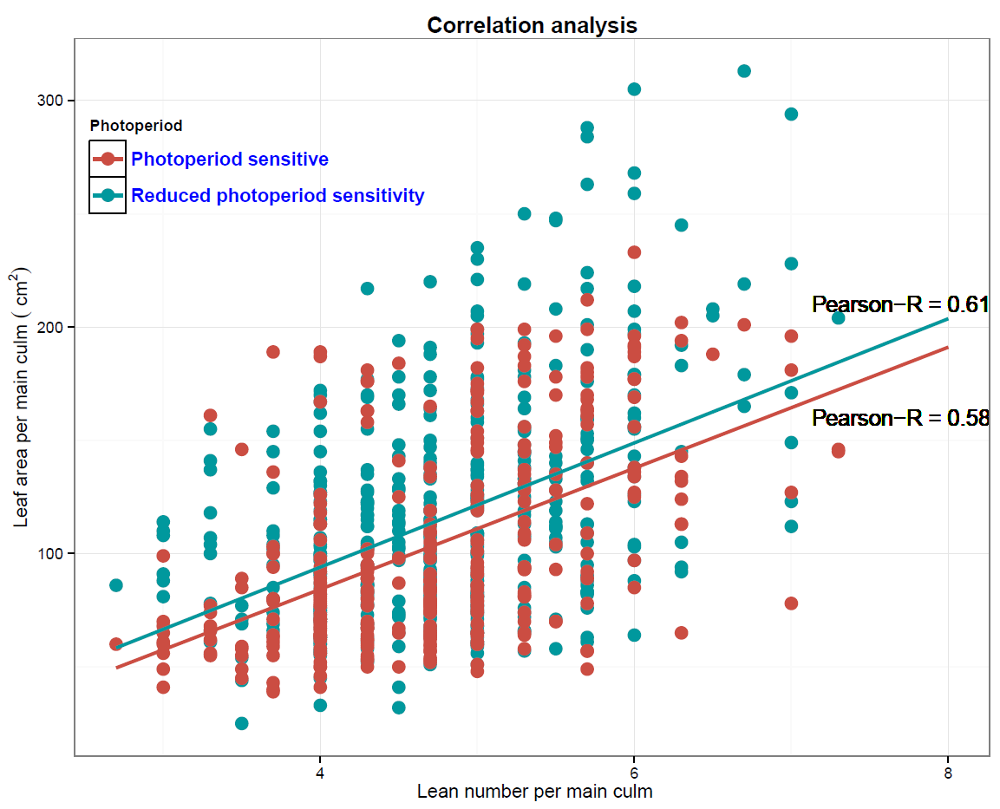 Correlation analysis
300
200
100
Leaf area per main culm ( cm²)
Photoperiod
Photoperiod sensitive
Reduced photoperiod sensitivity
Pearson−R = 0.61
Pearson−R = 0.58
4
6
8
Lean number per main culm